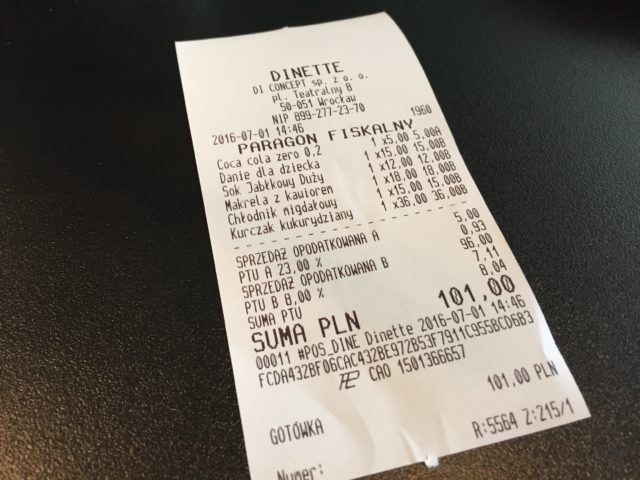 DINETTE
DI CONCEPT sp. z o. o.
pl. Teatralny 8
50-051 Wrocław
NIP 899-277-23-70
2016-07-01 14:46 1960
PARAGON FISKALNY
Coca cola zero 0,2 1 x5,00 5,00A
Danie dla dziecka 1 x15,00 15,00B
Sok Jabłkowy Duży 1 x12,00 12,00B
Makrela z kawiorem 1 x18,00 18,00B
Chłodnik migdałowy 1 x15,00 15,00B
Kurczak kukurydziany 1 x36,00 36,00B
SPRZEDAŻ OPODATKOWANA A 5,00
PTU A 23,00 % 0,93
SPRZEDAŻ OPODATKOWANA B 96,00
PTU B 8,00 % 7,11
SUMA PTU 8,04
SUMA PLN 101,00
00011 #POS_DINE Dinette 2016-07-01 14:46
FCDA432BF06CAC432BE972B53F7911C955BCD6B3
CAO 1501366657
GOTÓWKA 101,00 PLN
R:5564 Z:215/1
Numer: